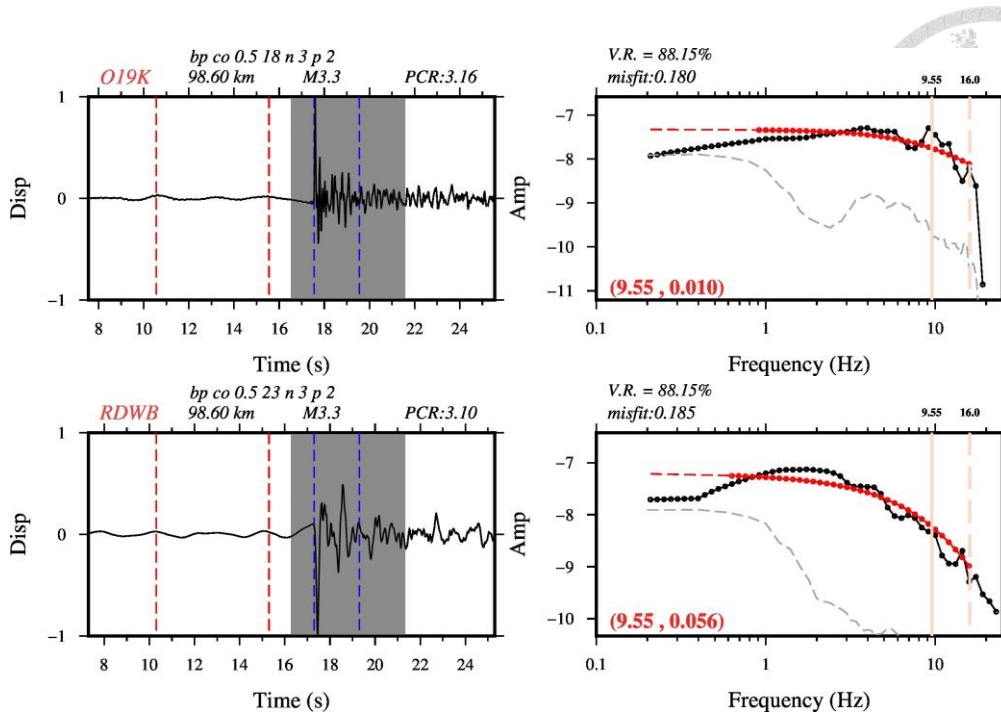 bp co 0.5 18 n 3 p 2
O19K 98.60 km M3.3 PCR:3.16
V.R. = 88.15%
misfit:0.180 9.55 16.0
1
0
−1
Disp
8 10 12 14 16 18 20 22 24
Time (s)
−7
−8
−9
−10
−11
Amp
(9.55 , 0.010)
0.1 1 10
Frequency (Hz)
bp co 0.5 23 n 3 p 2
RDWB 98.60 km M3.3 PCR:3.10
V.R. = 88.15%
misfit:0.185 9.55 16.0
1
0
−1
Disp
8 10 12 14 16 18 20 22 24
Time (s)
−7
−8
−9
−10
Amp
(9.55 , 0.056)
0.1 1 10
Frequency (Hz)